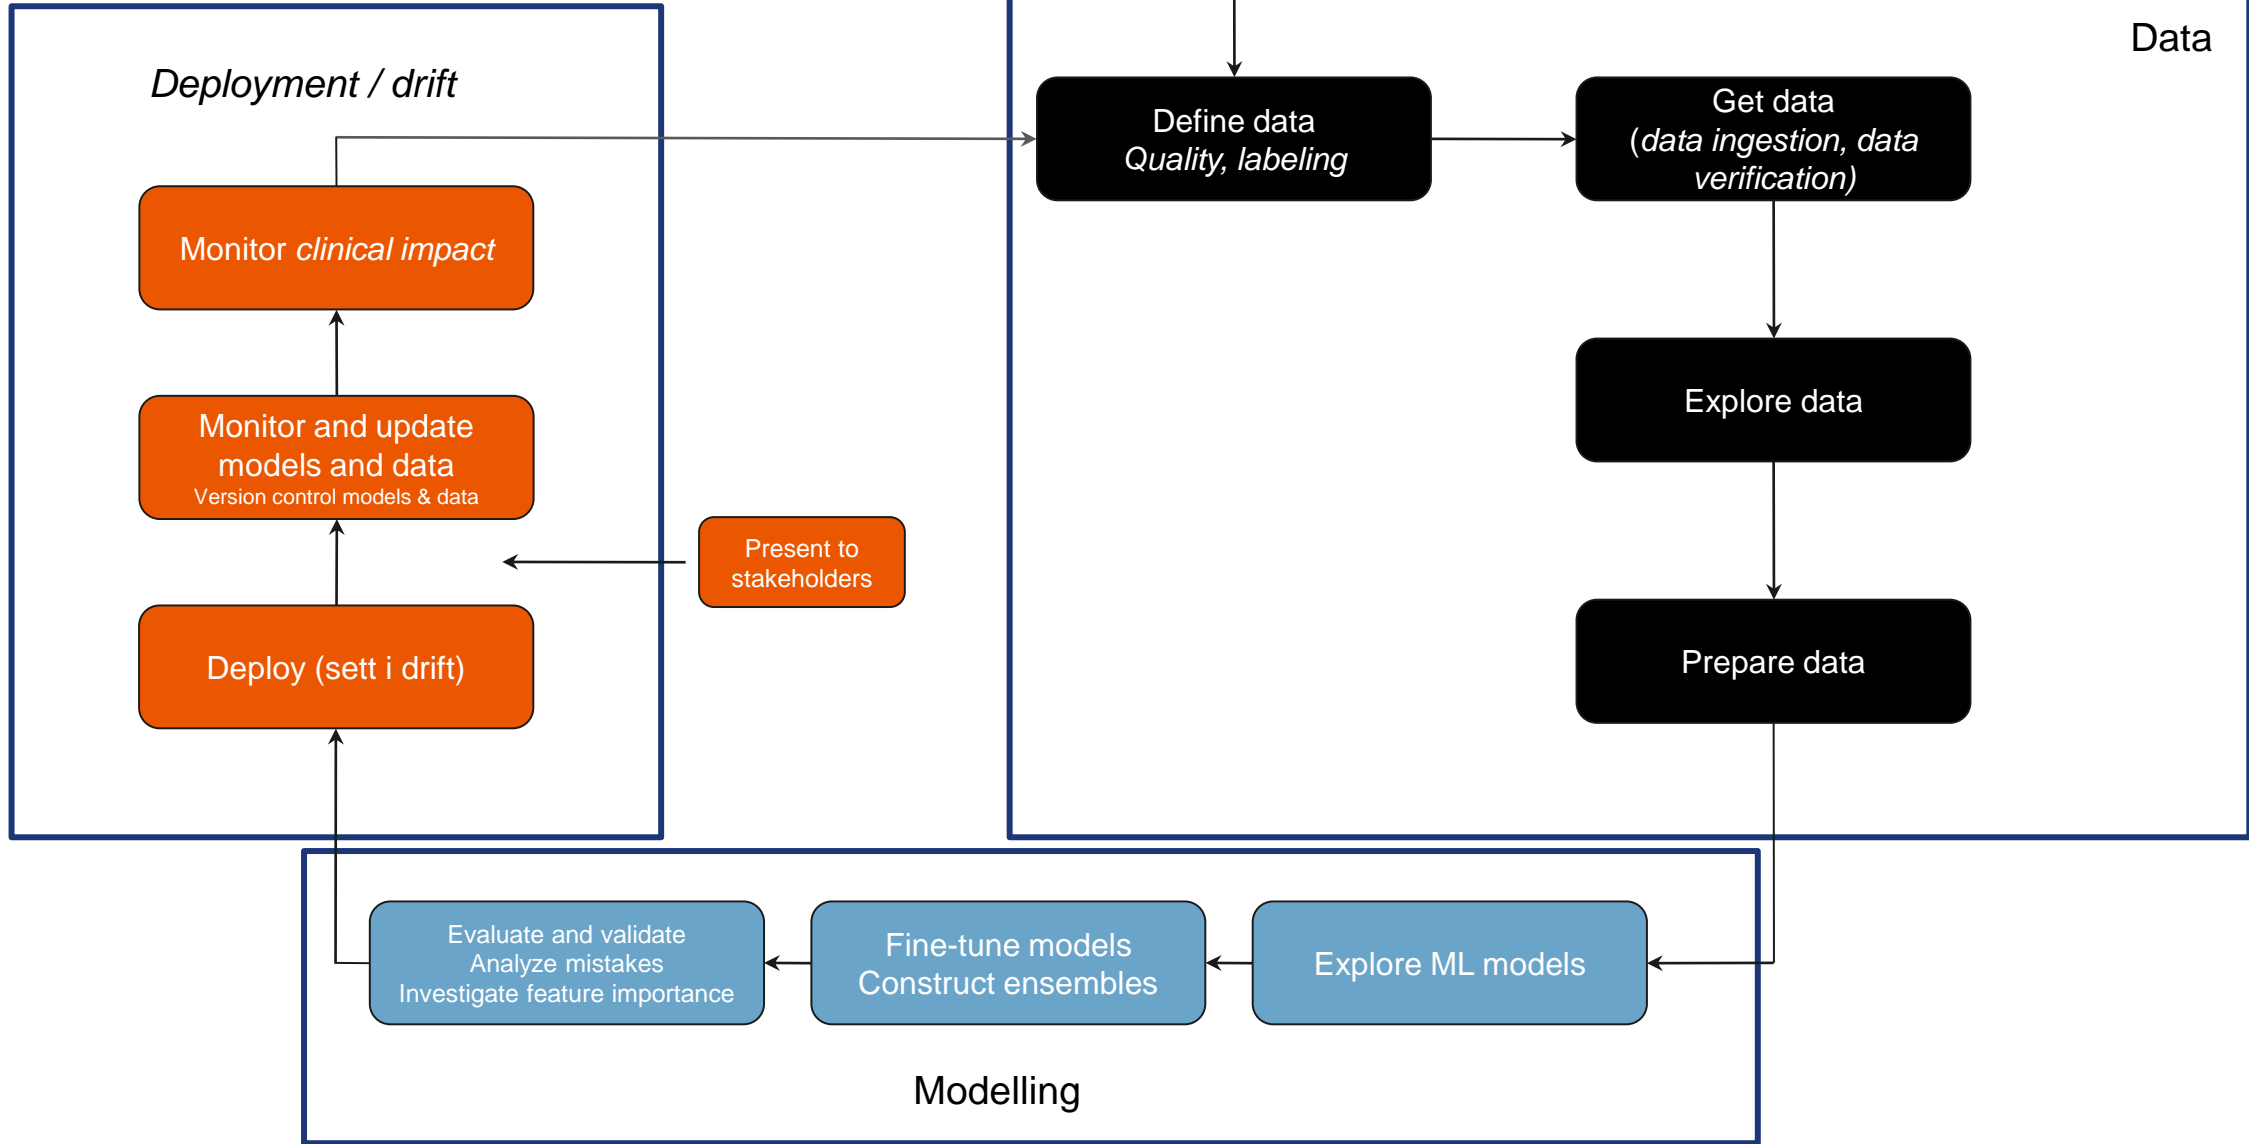 Data
Deployment / drift
Define data
Quality, labeling
Get data
(data ingestion, data
verification)
Monitor clinical impact
Explore data
Monitor and update
models and data
Version control models & data
Present to
stakeholders
Deploy (sett i drift)
Prepare data
Evaluate and validate
Analyze mistakes
Investigate feature importance
Fine-tune models
Construct ensembles
Explore ML models
Modelling